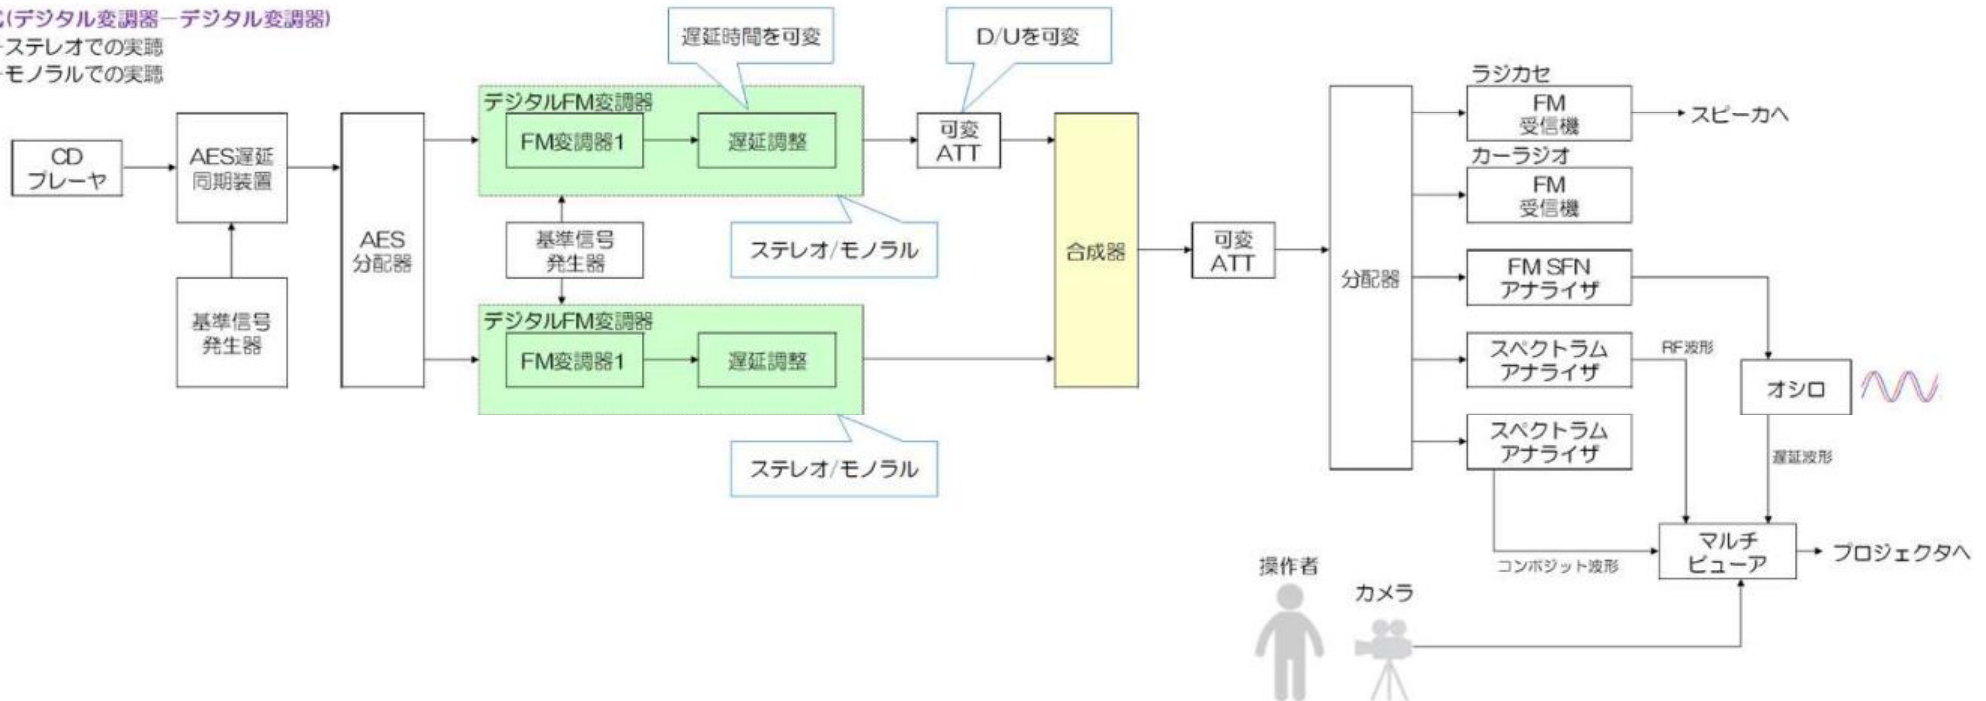 (デジタル変調器ーデジタル変調器)
ステレオでの実聴
モノラルでの実聴
遅延時間を可変
D/Uを可変
CD
プレーヤ
AES遅延
同期装置
基準信号
発生器
AES
分配器
デジタルFM変調器
FM変調器1
遅延調整
可変
ATT
基準信号
発生器
ステレオ/モノラル
デジタルFM変調器
FM変調器1
遅延調整
ステレオ/モノラル
合成器
可変
ATT
分配器
ラジカセ
FM
受信機
スピーカへ
カーラジオ
FM
受信機
FM SFN
アナライザ
スペクトラム
アナライザ
RF波形
オシロ
スペクトラム
アナライザ
遅延波形
マルチ
ビューア
プロジェクタへ
コンポジット波形
操作者
カメラ